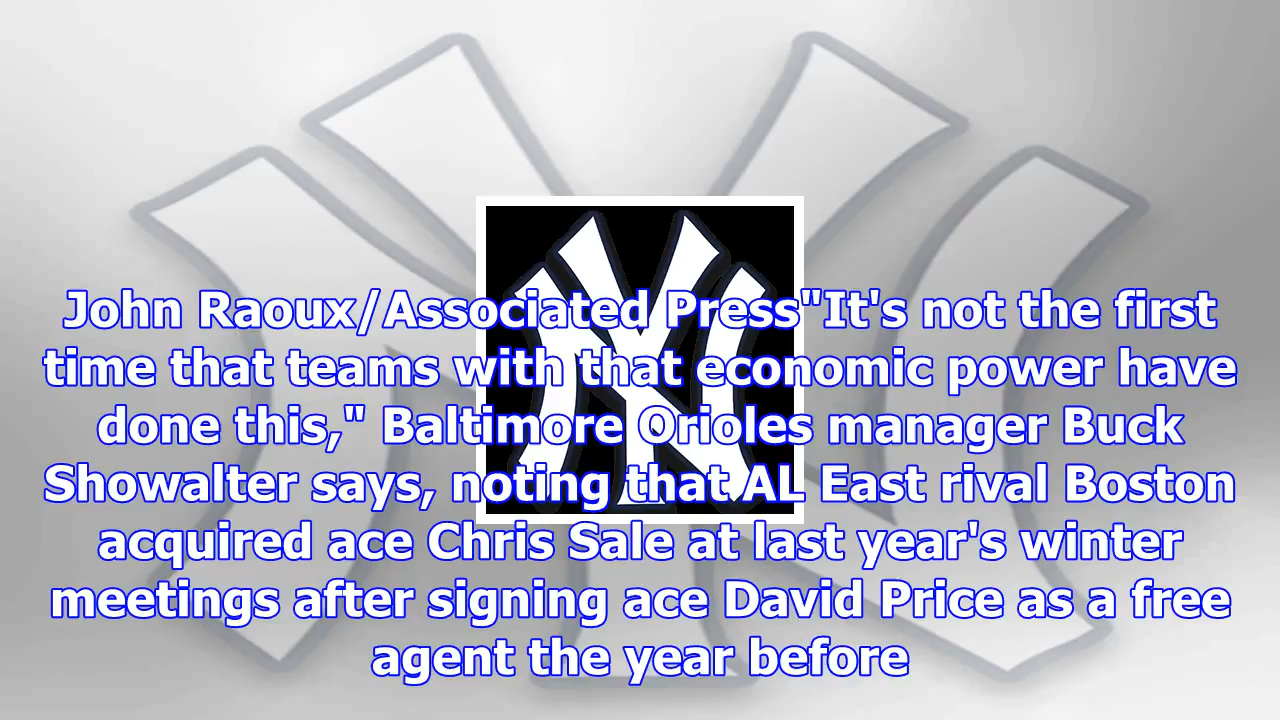 John Raoux/Associated Press"It's not the first
time that teams with that economic power have
done this," Baltimore Orioles manager Buck
Showalter says, noting that AL East rival Boston
acquired ace Chris Sale at last year's winter
meetings after signing ace David Price as a free
agent the year before